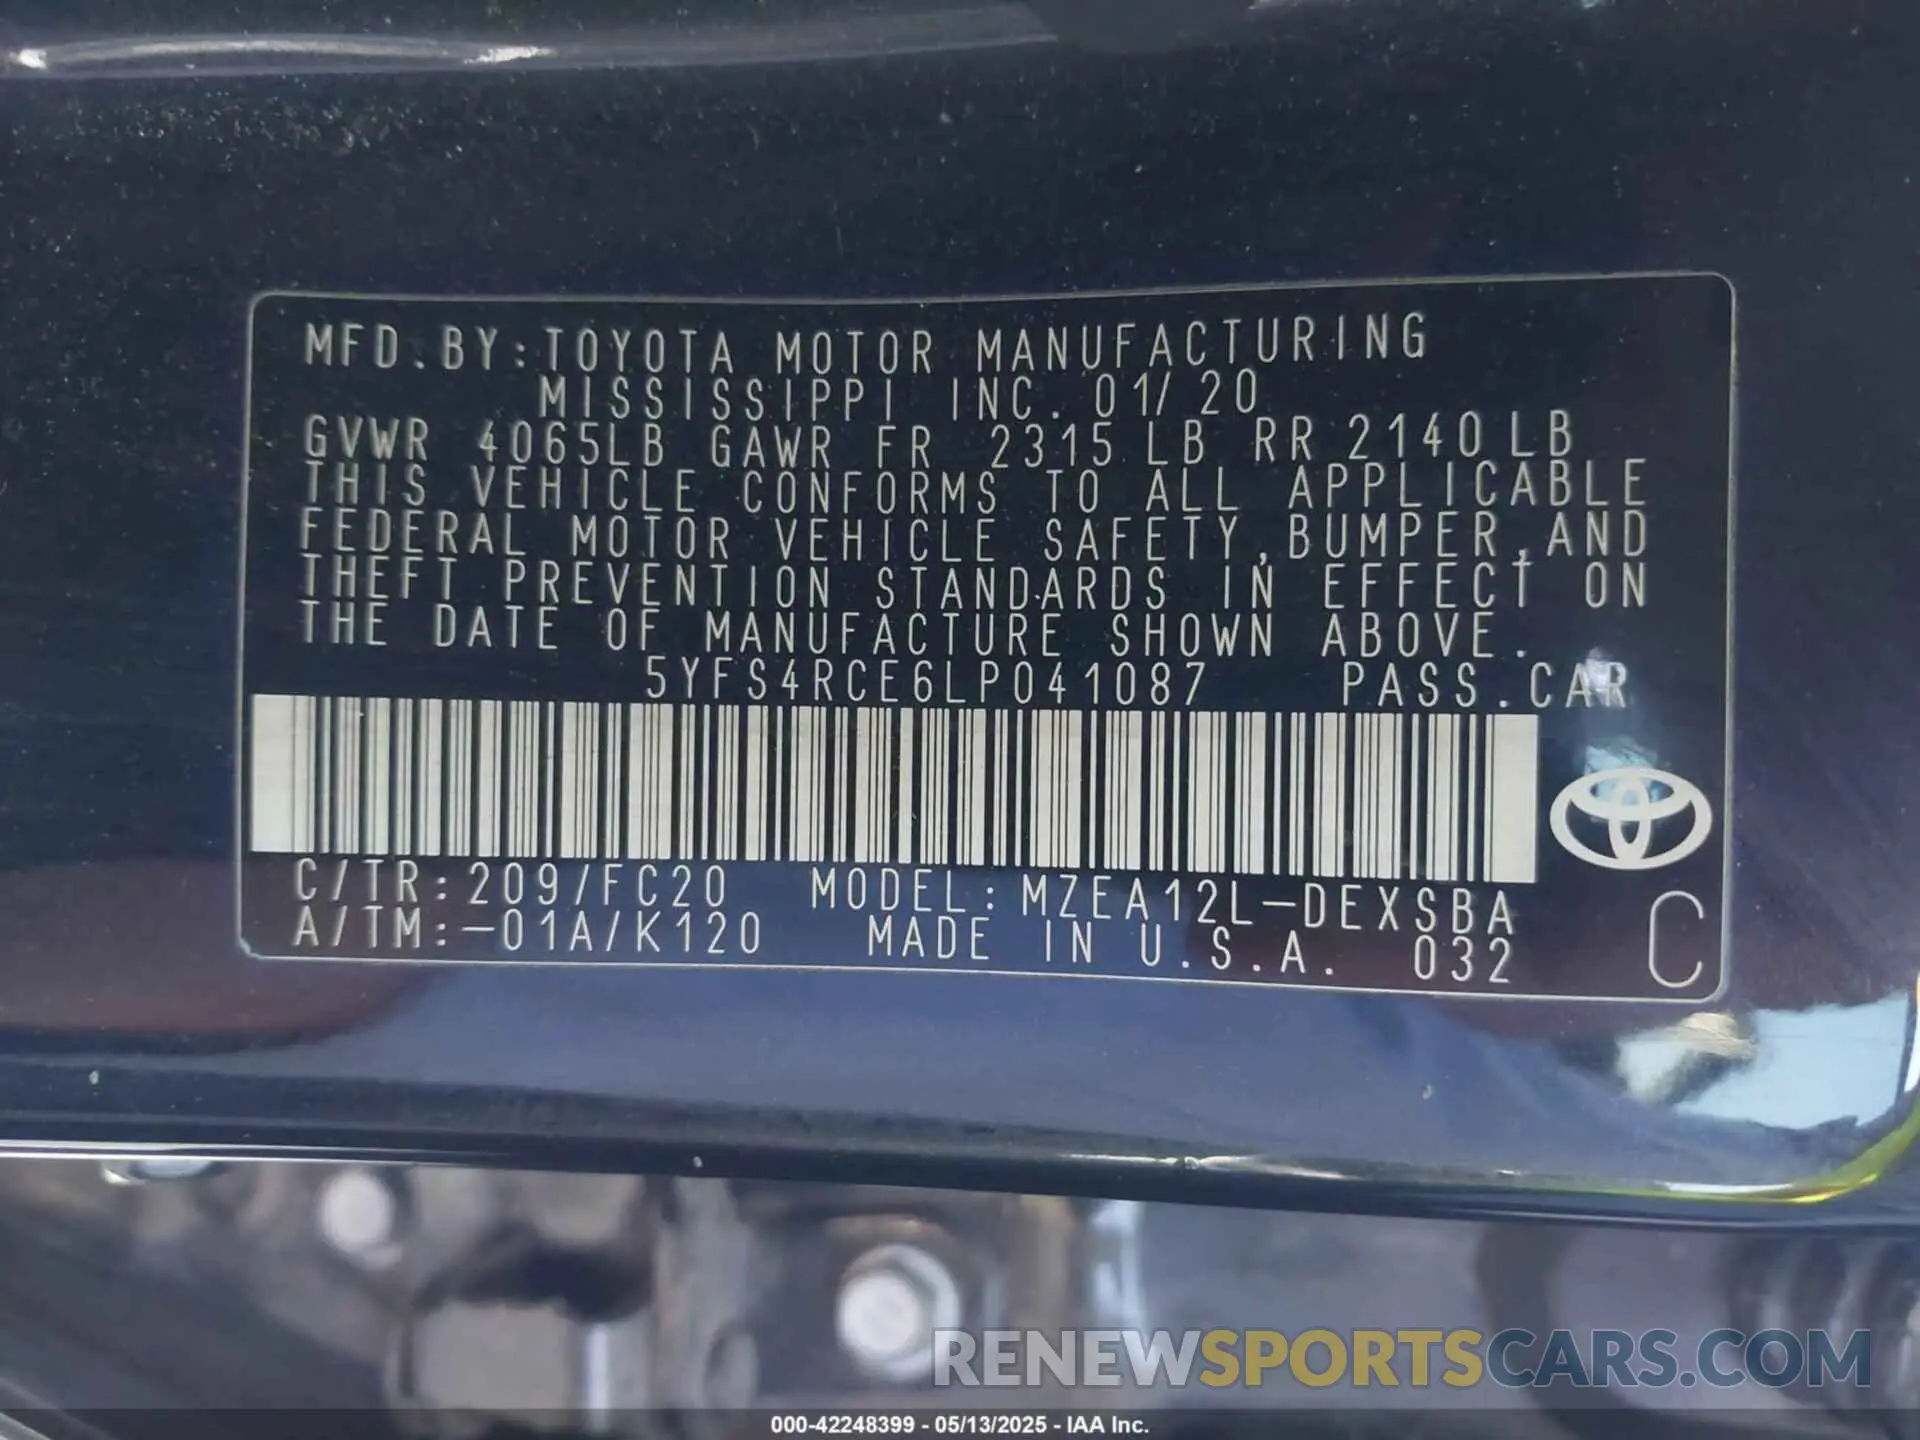 MFD.BY:TOYOTA MOTOR MANUFACTURING
MISSISSIPPI INC. 01/20
GVWR 4065LB GAWR FR 2315 LB RR 2140LB
THIS VEHICLE CONFORMS TO ALL APPLICABLE
FEDERAL MOTOR VEHICLE SAFETY,BUMPER,AND
THEFT PREVENTION STANDARDS IN EFFECT ON
THE DATE OF MANUFACTURE SHOWN ABOVE.
5YFS4RCE6LP041087 PASS.CAR
C/TR:209/FC20 MODEL:MZEA12L-DEXSBA
A/TM:-01A/K120 MADE IN U.S.A. 032 C
RENEWSPORTSCARS.COM
000-42248399 - 05/13/2025 - IAA Inc.